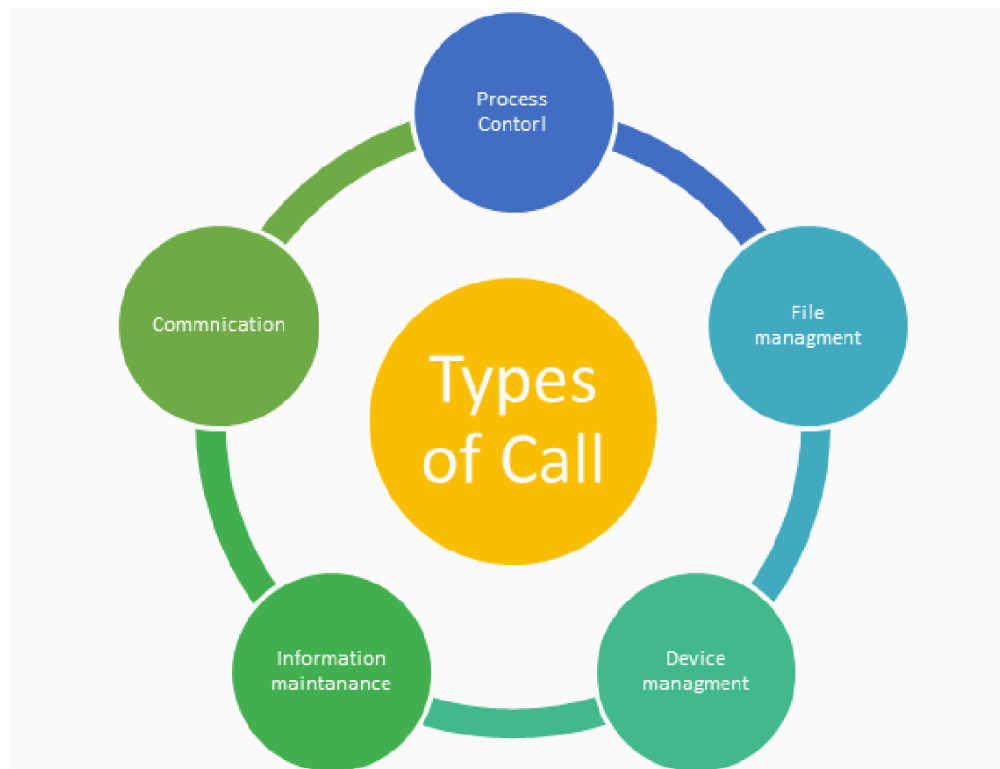 Process
Contorl
File
managment
Device
managment
Information
maintanance
Commnication
Types
of Call